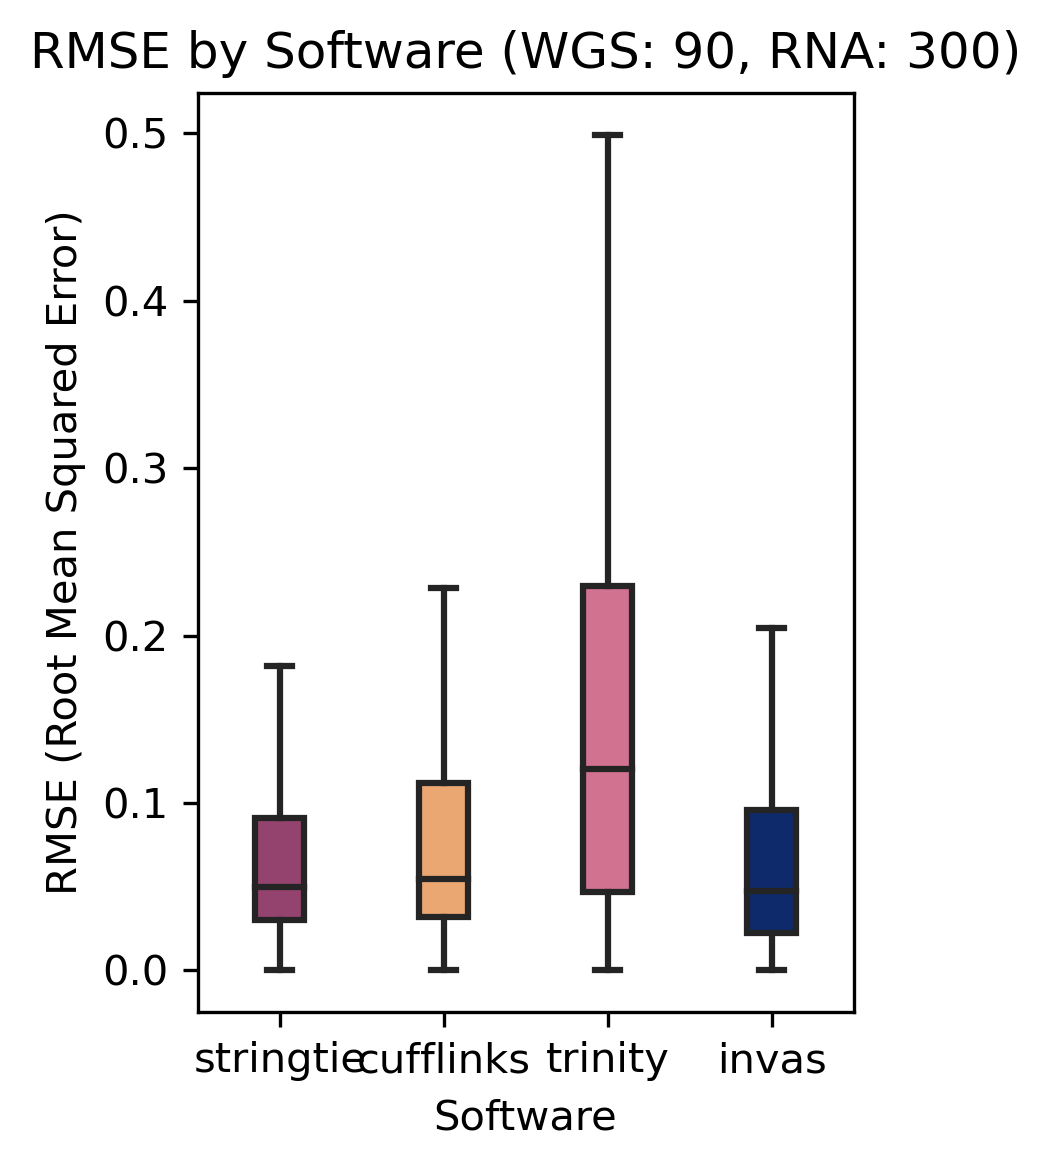 RMSE by Software (WGS: 90, RNA: 300)
RMSE (Root Mean Squared Error)
0.5
0.4
0.3
0.2
0.1
0.0
stringtie cufflinks trinity invas
Software